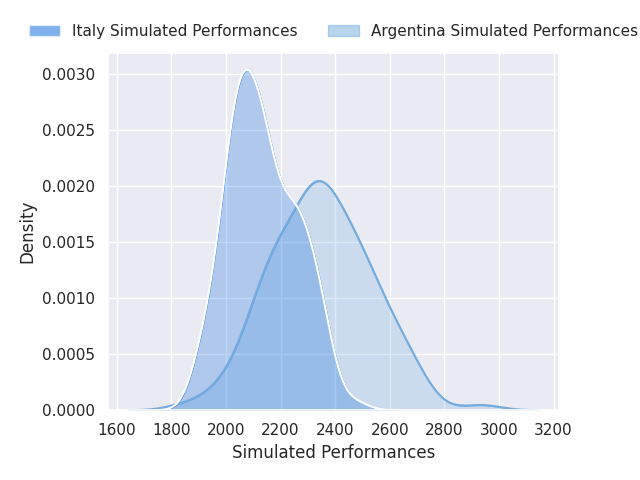 Italy Simulated Performances Argentina Simulated Performances
0.0030
0.0025
0.0020
0.0015
0.0010
0.0005
0.0000
Density
1600 1800 2000 2200 2400 2600 2800 3000 3200
Simulated Performances